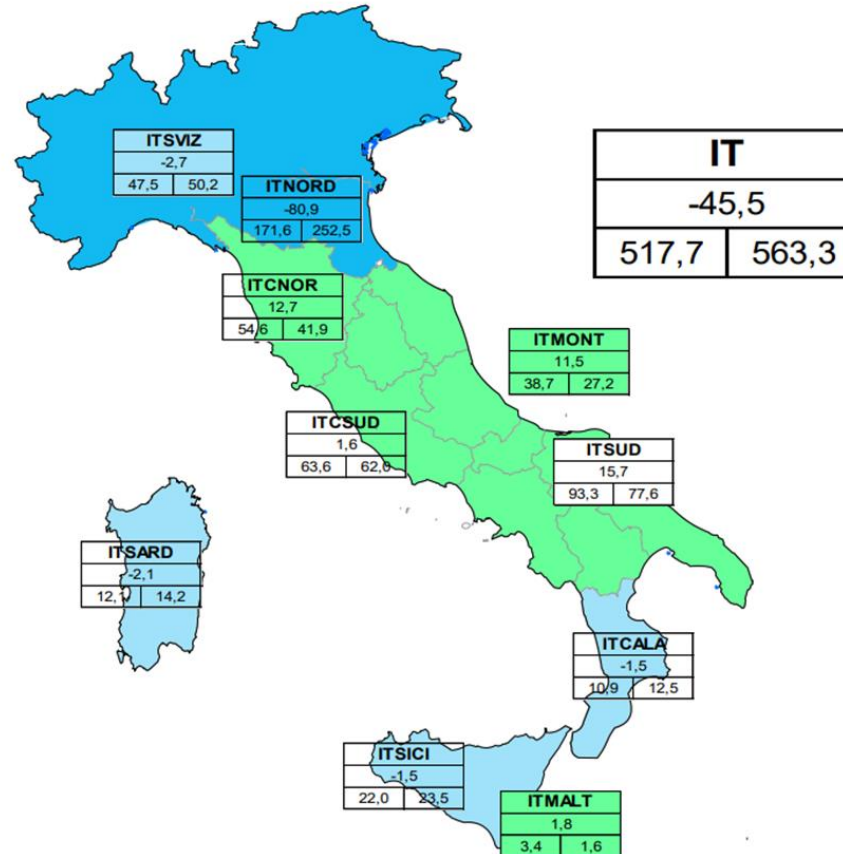 ITSVIZ
-2,7
47,5 50,2
ITNORD
-80,9
171,6 252,5
IT
-45,5
517,7 563,3
ITCNOR
12,7
54,6 41,9
ITMONT
11,5
38,7 27,2
ITCSUD
1,6
63,6 62,0
ITSUD
15,7
93,3 77,6
ITSARD
-2,1
12,1 14,2
ITCALA
-1,5
10,9 12,5
ITSICI
-1,5
22,0 23,5
ITMALT
1,8
3,4 1,6